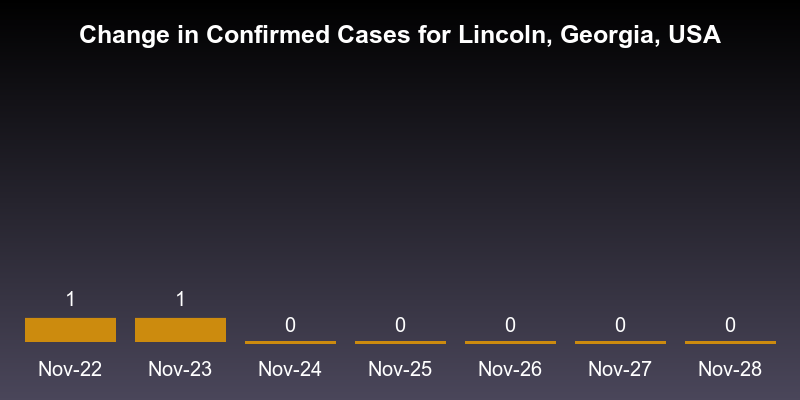 Change in Confirmed Cases for Lincoln, Georgia, USA
1 1 0 0 0 0 0
Nov-22 Nov-23 Nov-24 Nov-25 Nov-26 Nov-27 Nov-28